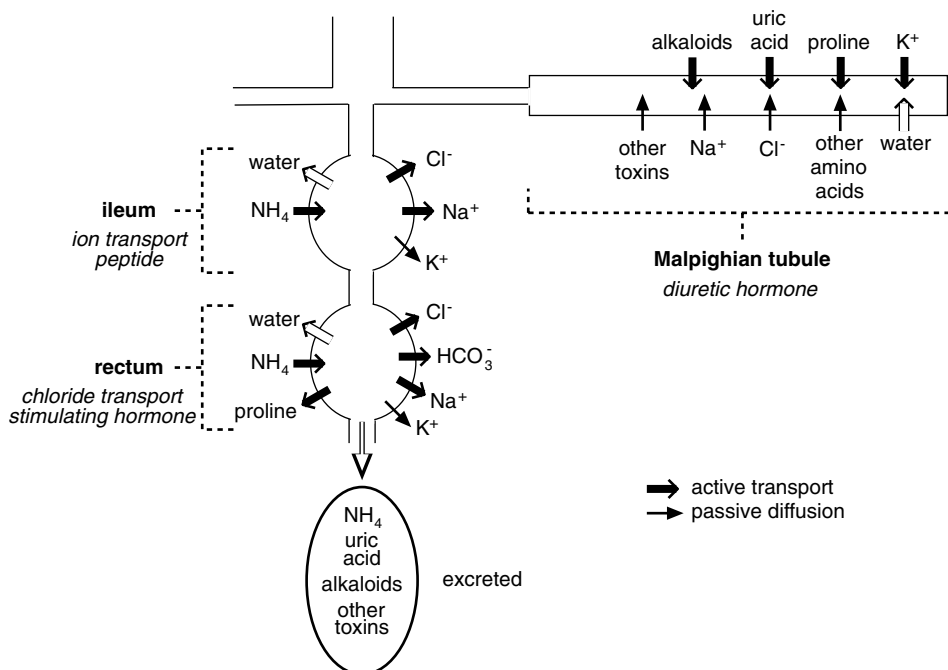 alkaloids
uric
acid
proline
K+
other
toxins
Na+
Cl-
other
amino
acids
water
Malpighian tubule
diuretic hormone
ileum
ion transport
peptide
water
NH4
Cl-
Na+
K+
rectum
chloride transport
stimulating hormone
water
NH4
proline
Cl-
HCO3-
Na+
K+
active transport
passive diffusion
NH4
uric
acid
alkaloids
other
toxins
excreted